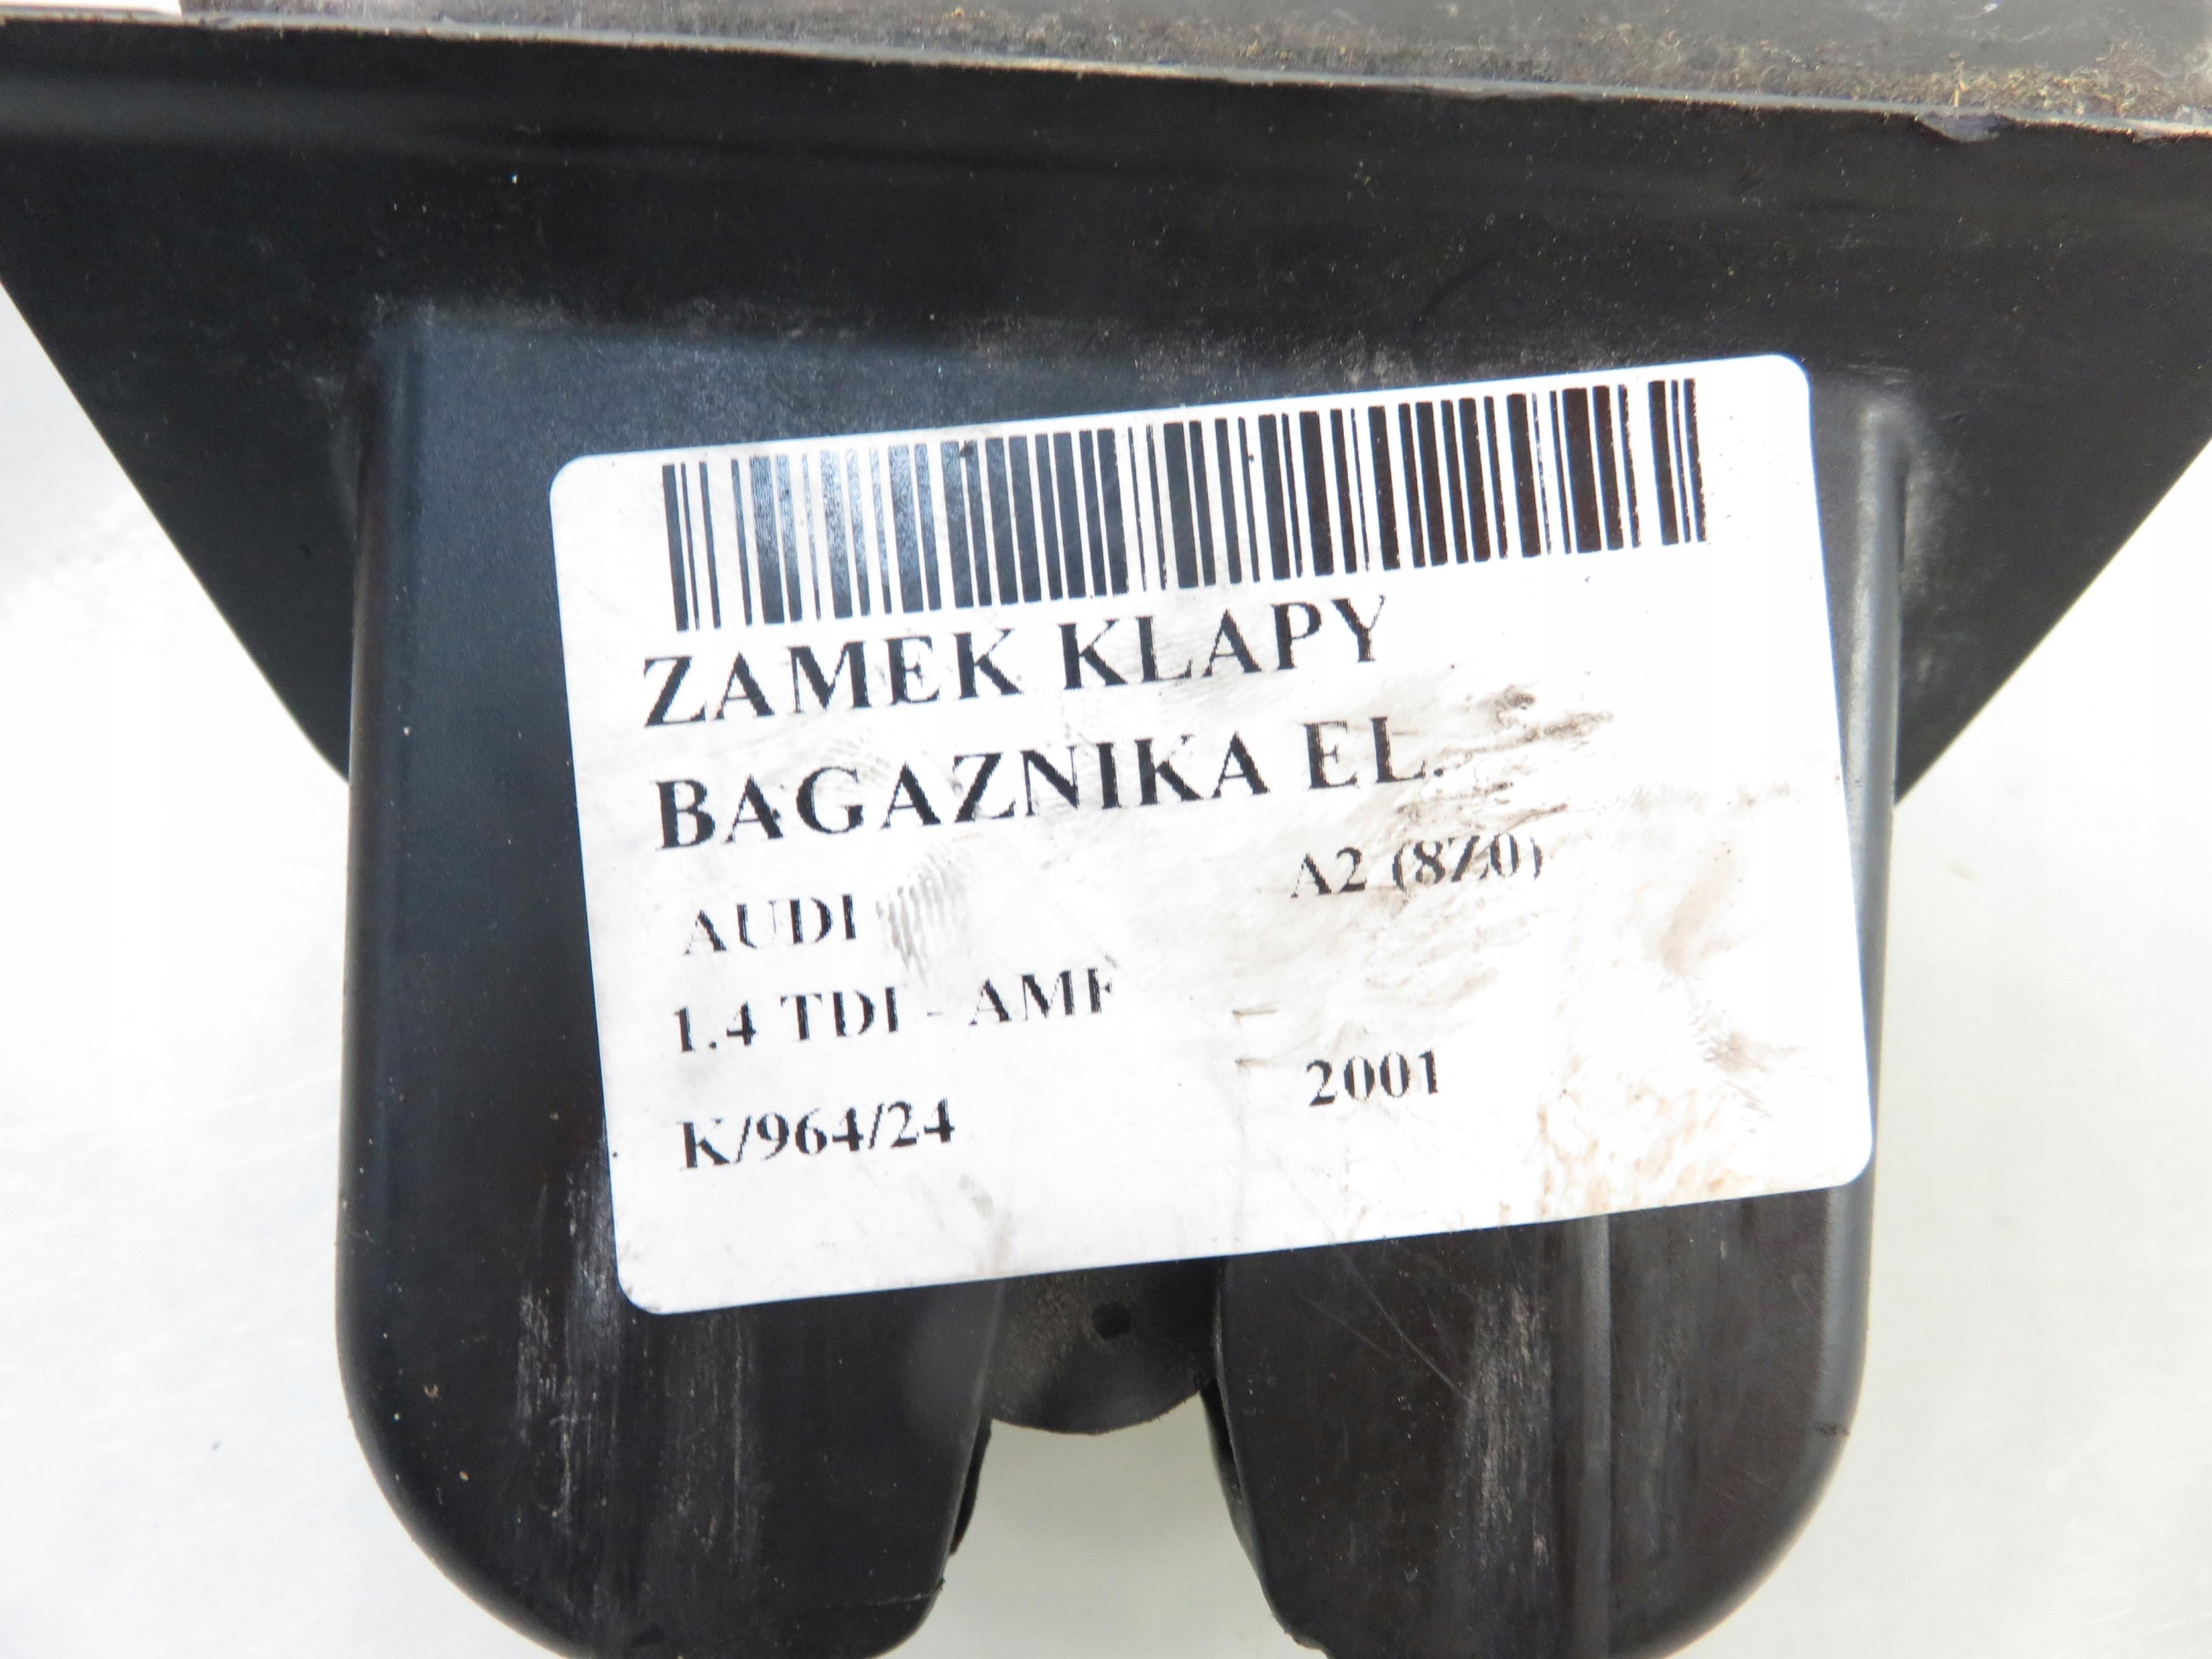 ZAMEK KLAPY
BAGAZNIKA EL.
AUDI A2 (8Z0)
1.4 TDI - AMF
K/964/24 2001